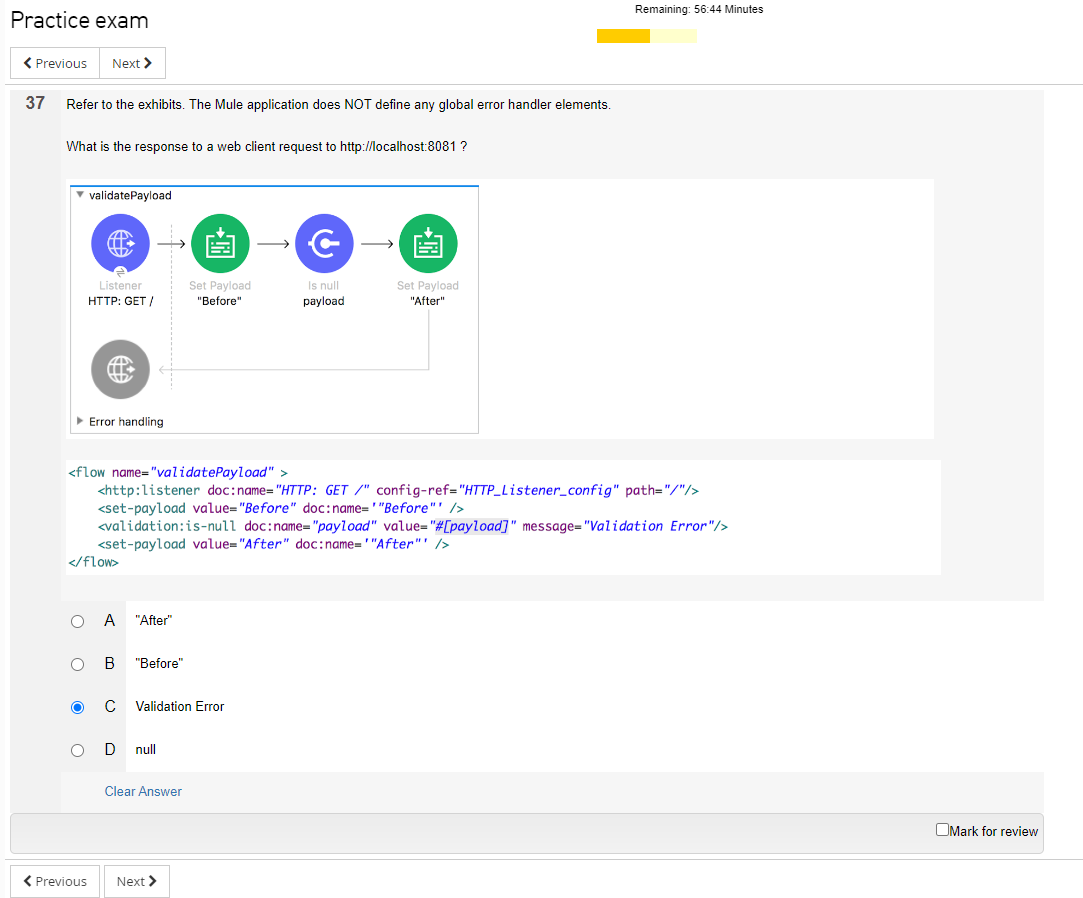 Practice exam
Remaining: 56:44 Minutes
Previous
Next
37
Refer to the exhibits. The Mule application does NOT define any global error handler elements.
What is the response to a web client request to http://localhost:8081 ?
validatePayload
Listener
HTTP: GET /
Set Payload
"Before"
Is null
payload
Set Payload
"After"
Error handling
<flow name="validatePayload" >
<http:listener doc:name="HTTP: GET /" config-ref="HTTP_Listener_config" path="/"/>
<set-payload value="Before" doc:name='"Before"' />
<validation:is-null doc:name="payload" value="#[payload]" message="Validation Error"/>
<set-payload value="After" doc:name='"After"' />
</flow>
A "After"
B "Before"
C Validation Error
D null
Clear Answer
Mark for review
Previous
Next